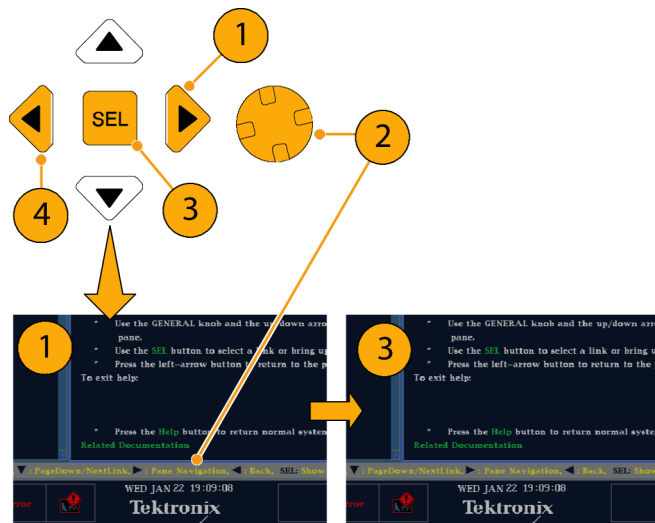 1
SEL
2
3
4
1
" Use the GENERAL knob and the up/down arro
pane.
" Use the SEL button to select a link or bring up
" Press the left-arrow button to return to the p
To exit help:
" Press the Help button to return normal system
Related Documentation
▼: PageDown/NextLink, ►: Pane Navigation, ◄: Back, SEL: Show
rror
WED JAN 22 19:09:08
Tektronix
3
" Use the GENERAL knob and the up/down arr
pane.
" Use the SEL button to select a link or bring u
" Press the left-arrow button to return to the
To exit help:
" Press the Help button to return normal syste
Related Documentation
▼: PageDown/NextLink, ►: Pane Navigation, ◄: Back, SEL: Show
rror
WED JAN 22 19:09:08
Tektronix